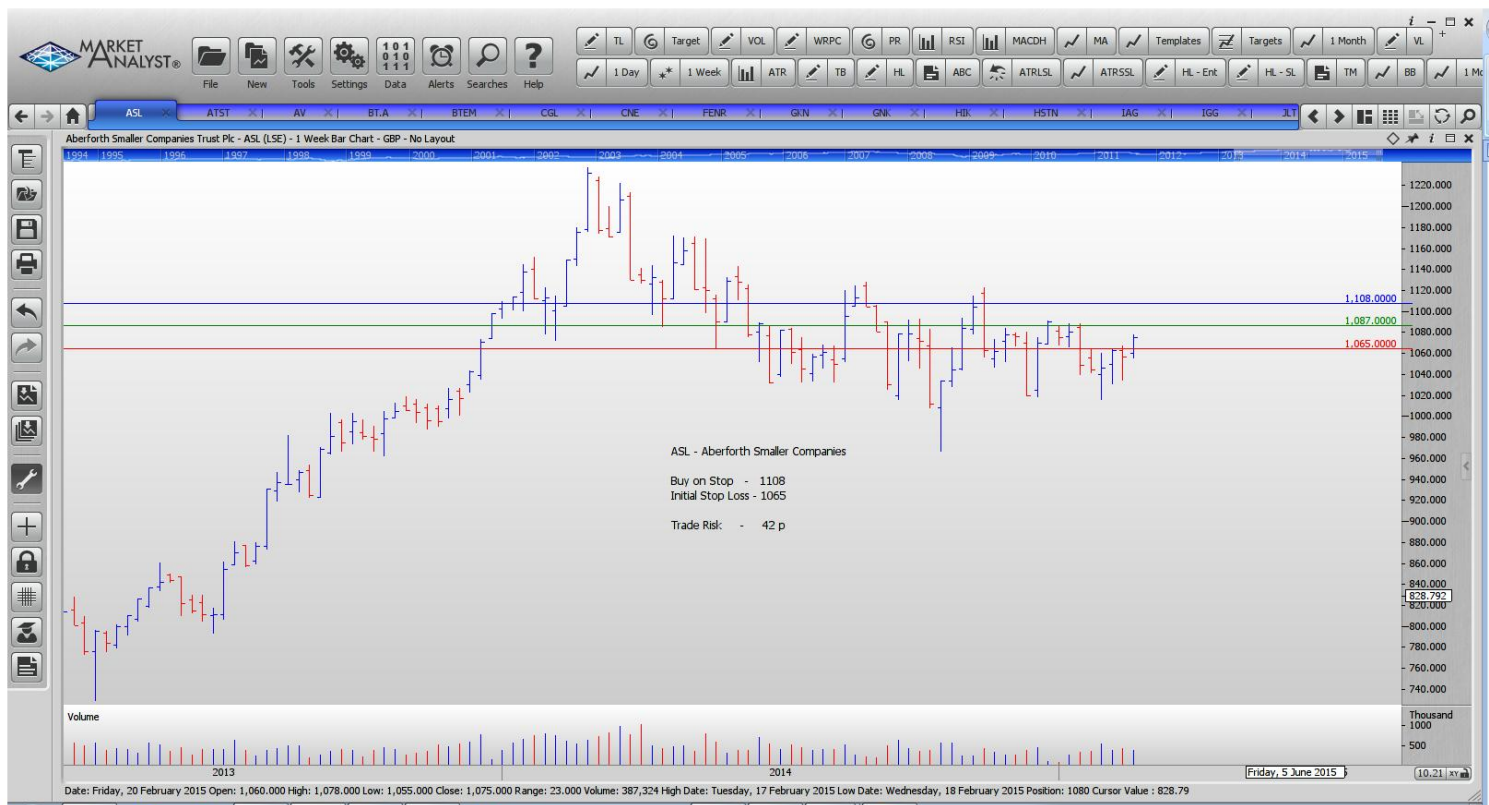 i
TL Target VOL WRPC PR RSI MACDH MA Templates Targets 1 Month VL
MARKET ANALYST®
101 010 111
File New Tools Settings Data Alerts Searches Help
1 Day 1 Week ATR TB HL ABC ATRLSL ATRSSL HL - Ent HL - SL TM BB 1 Mo
ASL ATST AV BT.A BTEM CGL CNE FENR GKN GNK HIK HSTN IAG IGG JLT
Aberforth Smaller Companies Trust Plc - ASL (LSE) - 1 Week Bar Chart - GBP - No Layout
1994 1995 1996 1997 1998 1999 2000 2001 2002 2003 2004 2005 2006 2007 2008 2009 2010 2011 2012 2013 2014 2015
1220.000
1200.000
1180.000
1160.000
1140.000
1120.000
1,108.0000
1100.000
1,087.0000
1080.000
1,065.0000
1060.000
1040.000
1020.000
1000.000
980.000
960.000
940.000
920.000
900.000
880.000
860.000
840.000
828.792
820.000
800.000
780.000
760.000
740.000
ASL - Aberforth Smaller Companies
Buy on Stop - 1108
Initial Stop Loss - 1065
Trade Risk - 42 p
Volume
Thousand
1000
500
2013 2014 Friday, 5 June 2015 10.21 XY
Date: Friday, 20 February 2015 Open: 1,060.000 High: 1,078.000 Low: 1,055.000 Close: 1,075.000 Range: 23.000 Volume: 387,324 High Date: Tuesday, 17 February 2015 Low Date: Wednesday, 18 February 2015 Position: 1080 Cursor Value : 828.79